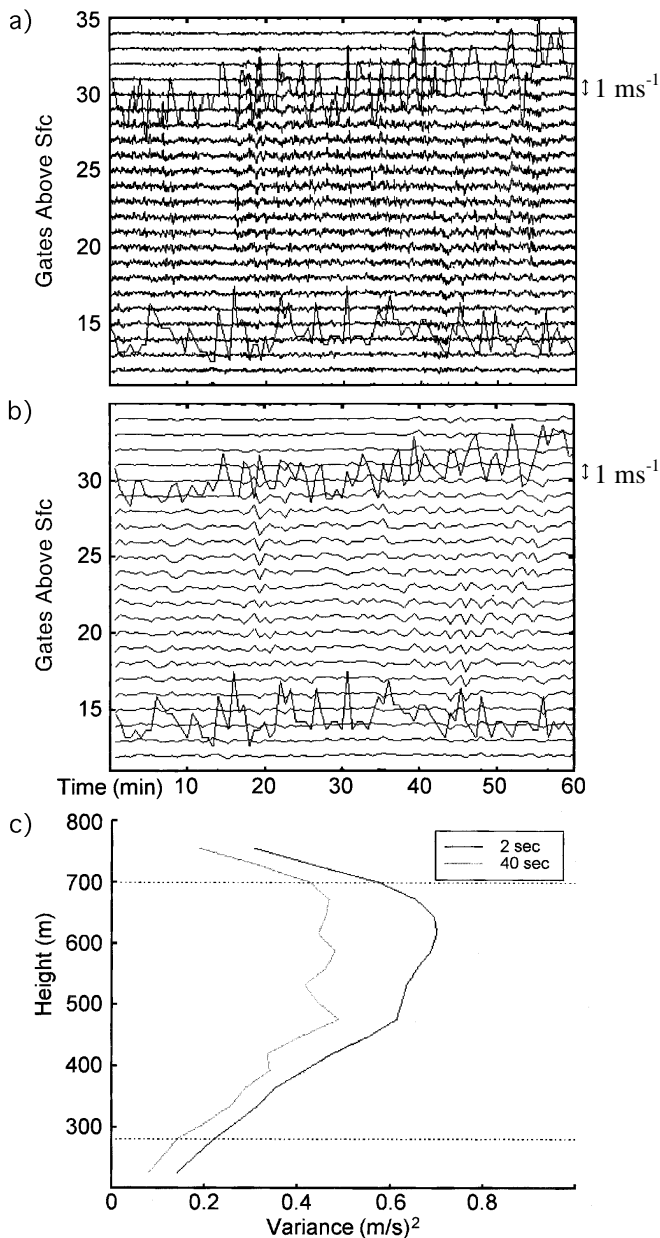 a)
35
30
25
20
15
Gates Above Sfc
1 ms⁻¹
b)
30
25
20
15
Gates Above Sfc
1 ms⁻¹
Time (min) 10 20 30 40 50 60
c)
800
700
600
500
400
300
Height (m)
2 sec
40 sec
0 0.2 0.4 0.6 0.8
Variance (m/s)²